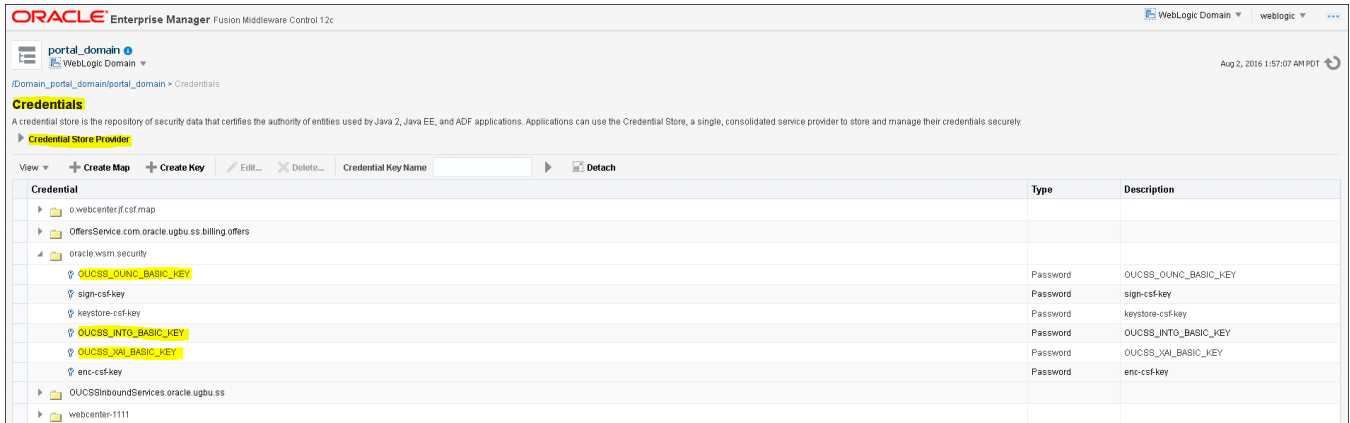 ORACLE Enterprise Manager Fusion Middleware Control 12c
WebLogic Domain weblogic
portal_domain
WebLogic Domain
Aug 2, 2016 1:57:07 AM PDT
/Domain_portal_domain/portal_domain > Credentials
Credentials
A credential store is the repository of security data that certifies the authority of entities used by Java 2, Java EE, and ADF applications. Applications can use the Credential Store, a single, consolidated service provider to store and manage their credentials securely.
Credential Store Provider
View Create Map Create Key Edit... Delete... Credential Key Name Detach
Credential Type Description
o.webcenter.jf.csf.map
OffersService.com.oracle.ugbu.ss.billing.offers
oracle.wsm.security
OUCSS_OUNC_BASIC_KEY Password OUCSS_OUNC_BASIC_KEY
sign-csf-key Password sign-csf-key
keystore-csf-key Password keystore-csf-key
OUCSS_INTG_BASIC_KEY Password OUCSS_INTG_BASIC_KEY
OUCSS_XAI_BASIC_KEY Password OUCSS_XAI_BASIC_KEY
enc-csf-key Password enc-csf-key
OUCSSInboundServices.oracle.ugbu.ss
webcenter-1111